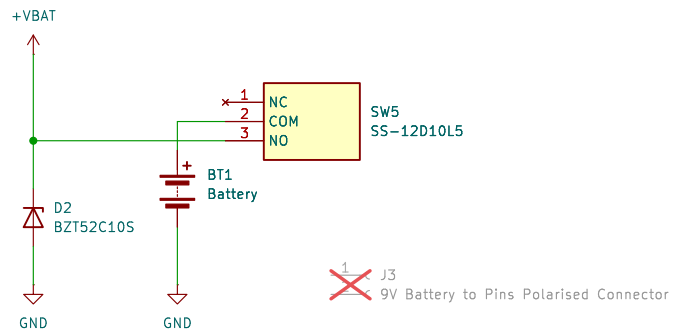 +VBAT
1
NC
2
COM
3
NO
SW5
SS-12D10L5
+
BT1
Battery
D2
BZT52C10S
1
J3
9V Battery to Pins Polarised Connector
GND
GND